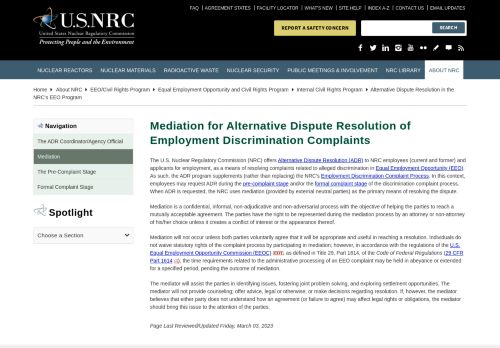 FAQ | AGREEMENT STATES | FACILITY LOCATOR | WHAT'S NEW | SITE HELP | INDEX A-Z | CONTACT US | EMAIL UPDATES
U.S.NRC
United States Nuclear Regulatory Commission
Protecting People and the Environment
REPORT A SAFETY CONCERN
SEARCH
NUCLEAR REACTORS NUCLEAR MATERIALS RADIOACTIVE WASTE NUCLEAR SECURITY PUBLIC MEETINGS & INVOLVEMENT NRC LIBRARY ABOUT NRC
Home > About NRC > EEO/Civil Rights Program > Equal Employment Opportunity and Civil Rights Program > Internal Civil Rights Program > Alternative Dispute Resolution in the
NRC's EEO Program
Navigation
The ADR Coordinator/Agency Official
Mediation
The Pre-Complaint Stage
Formal Complaint Stage
Spotlight
Choose a Section
Mediation for Alternative Dispute Resolution of
Employment Discrimination Complaints
The U.S. Nuclear Regulatory Commission (NRC) offers Alternative Dispute Resolution (ADR) to NRC employees (current and former) and
applicants for employment, as a means of resolving complaints related to alleged discrimination in Equal Employment Opportunity (EEO).
As such, the ADR program supplements (rather than replacing) the NRC's Employment Discrimination Complaint Process. In this context,
employees may request ADR during the pre-complaint stage and/or the formal complaint stage of the discrimination complaint process.
When ADR is requested, the NRC uses mediation (provided by external neutral parties) as the primary means of resolving the dispute.
Mediation is a confidential, informal, non-adjudicative and non-adversarial process with the objective of helping the parties to reach a
mutually acceptable agreement. The parties have the right to be represented during the mediation process by an attorney or non-attorney
of his/her choice unless it creates a conflict of interest or the appearance thereof.
Mediation will not occur unless both parties voluntarily agree that it will be appropriate and useful in reaching a resolution. Individuals do
not waive statutory rights of the complaint process by participating in mediation; however, in accordance with the regulations of the U.S.
Equal Employment Opportunity Commission (EEOC) EXIT, as defined in Title 29, Part 1614, of the Code of Federal Regulations (29 CFR
Part 1614), the time requirements related to the administrative processing of an EEO complaint may be held in abeyance or extended
for a specified period, pending the outcome of mediation.
The mediator will assist the parties in identifying issues, fostering joint problem solving, and exploring settlement opportunities. The
mediator will not provide counseling; offer advice, legal or otherwise; or make decisions regarding resolution. If, however, the mediator
believes that either party does not understand how an agreement (or failure to agree) may affect legal rights or obligations, the mediator
should bring this issue to the attention of the parties.
Page Last Reviewed/Updated Friday, March 03, 2023